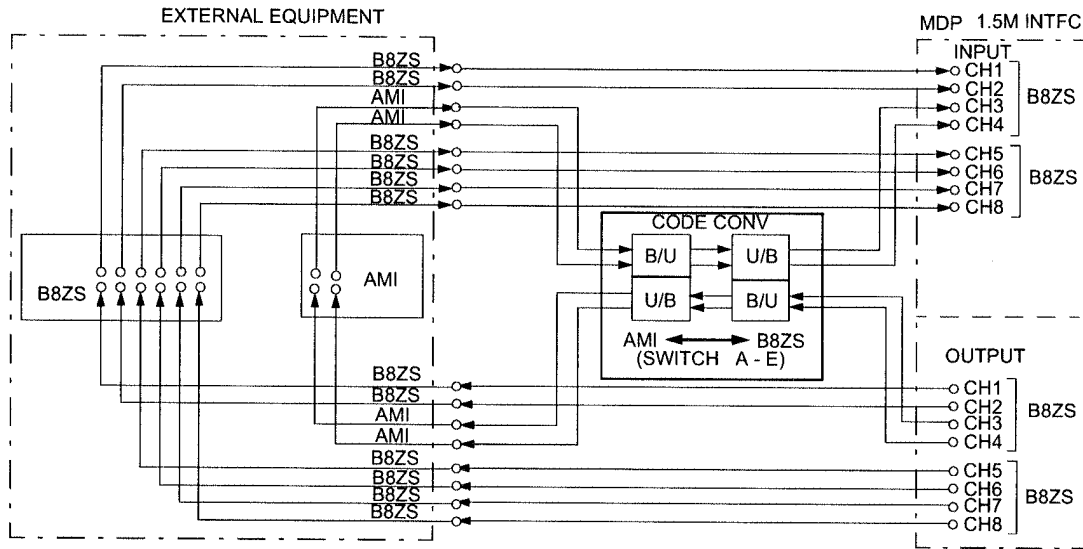 EXTERNAL EQUIPMENT
MDP 1.5M INTFC
INPUT
B8ZS
B8ZS
AMI
AMI
B8ZS
B8ZS
B8ZS
B8ZS
CH1
CH2
CH3
CH4
B8ZS
CH5
CH6
CH7
CH8
B8ZS
CODE CONV
B/U
U/B
U/B
B/U
AMI
B8ZS
(SWITCH A - E)
B8ZS
AMI
OUTPUT
B8ZS
B8ZS
AMI
AMI
B8ZS
B8ZS
B8ZS
B8ZS
CH1
CH2
CH3
CH4
B8ZS
CH5
CH6
CH7
CH8
B8ZS